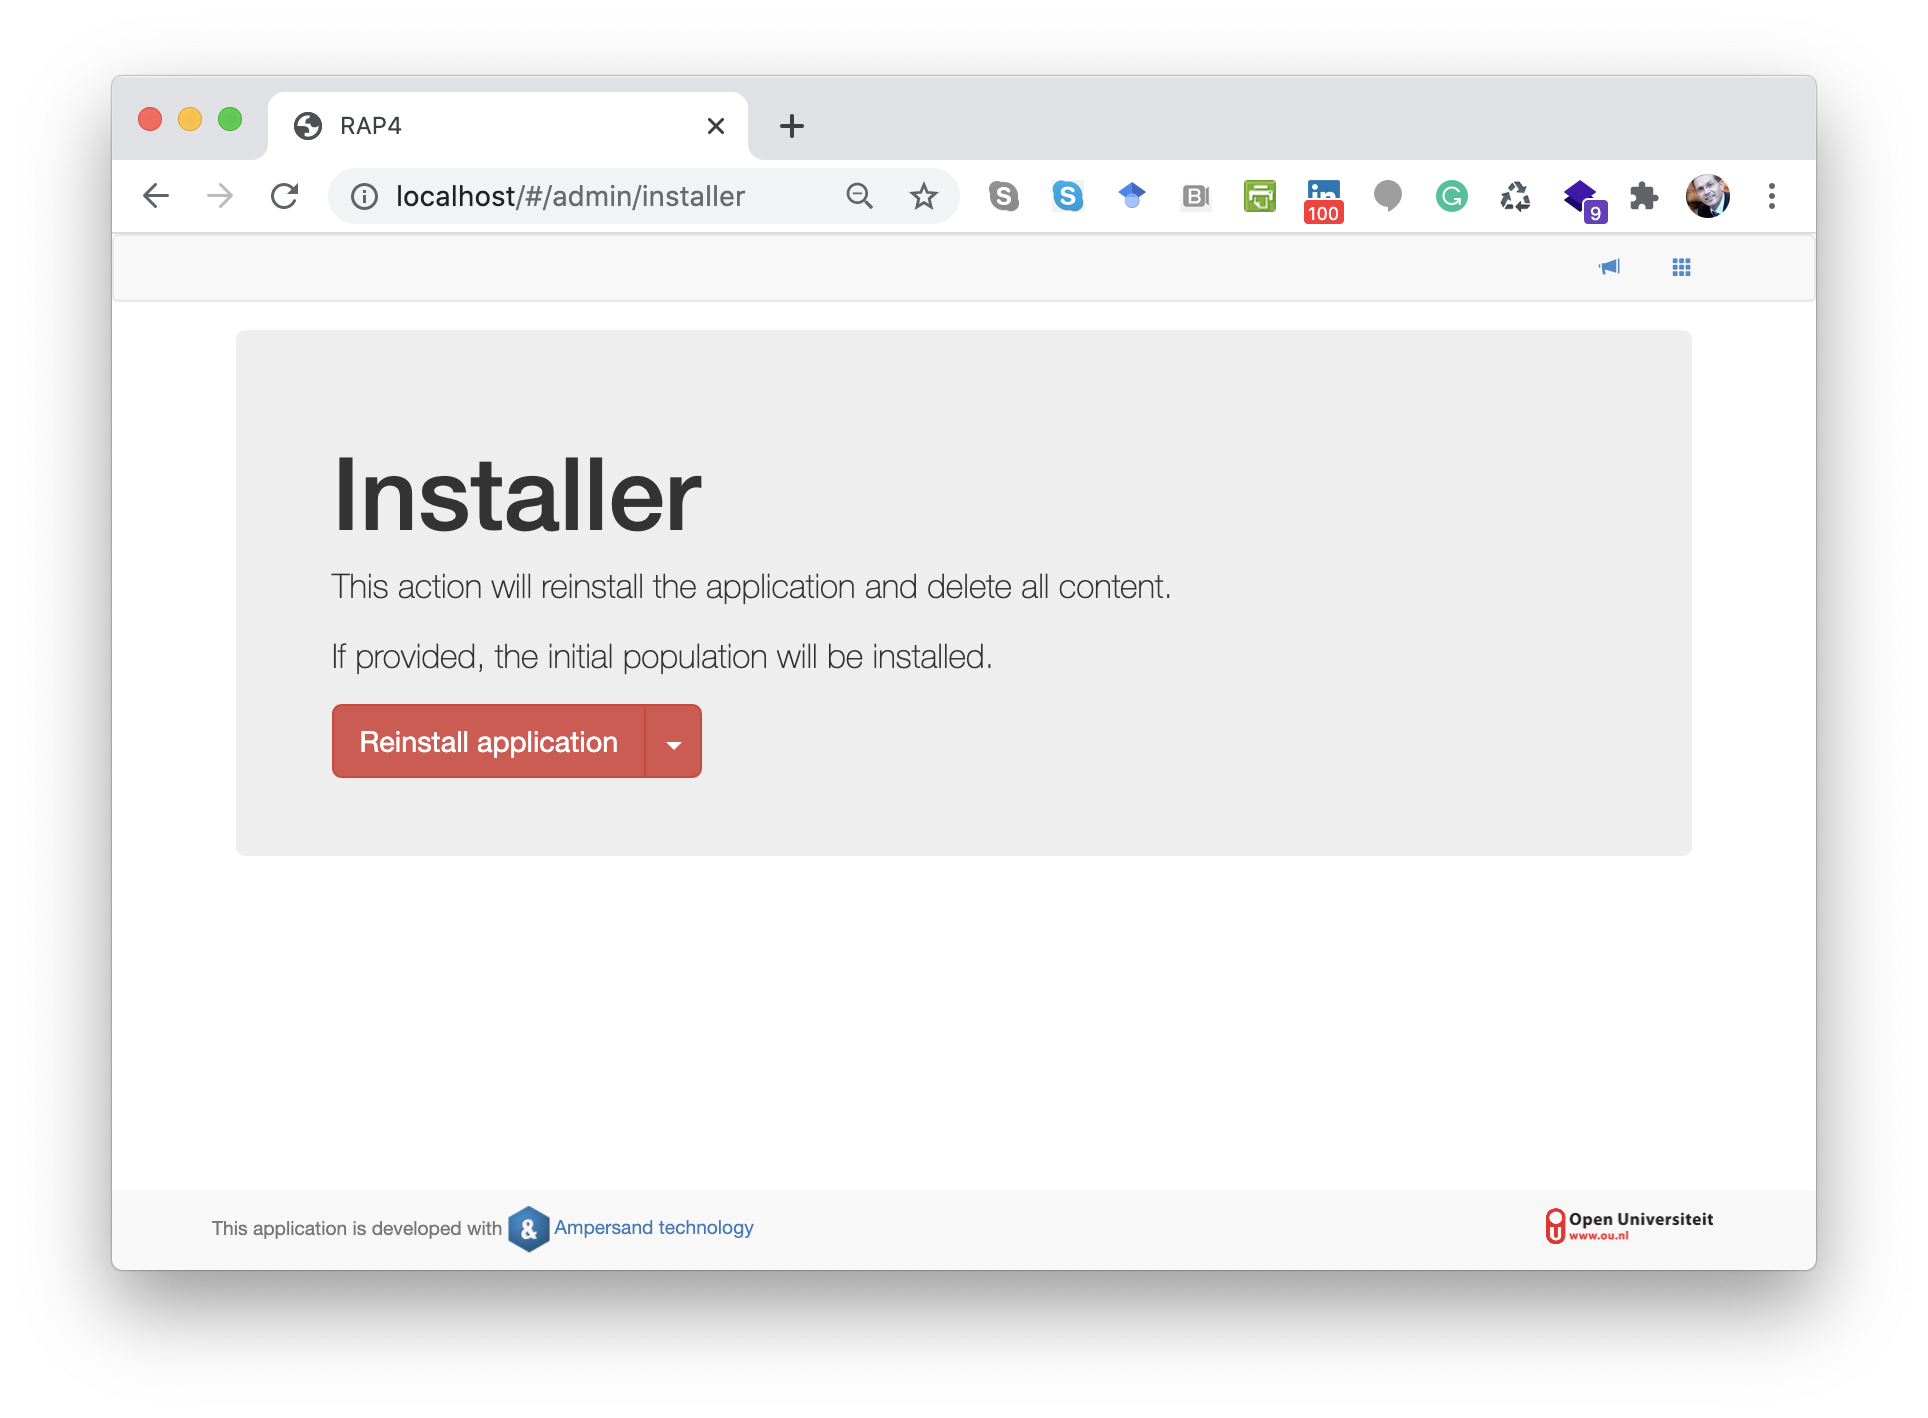 RAP4
localhost/#/admin/installer
S
S
B
in
100
G
9
Installer
This action will reinstall the application and delete all content.
If provided, the initial population will be installed.
Reinstall application
This application is developed with & Ampersand technology
Open Universiteit
www.ou.nl